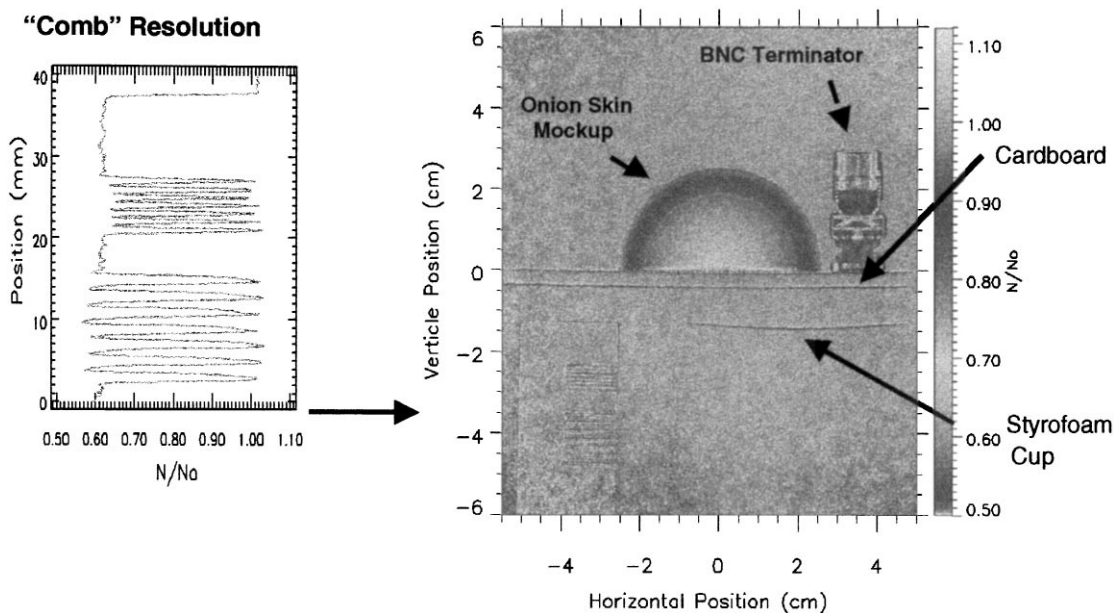 “Comb” Resolution
Position (mm)
40
30
20
10
0
0.50 0.60 0.70 0.80 0.90 1.00 1.10
N/No
Verticle Position (cm)
6
4
2
0
−2
−4
−6
BNC Terminator
Onion Skin
Mockup
−4 −2 0 2 4
Horizontal Position (cm)
1.10
1.00
0.90
0.80
0.70
0.60
0.50
N/No
Cardboard
Styrofoam
Cup